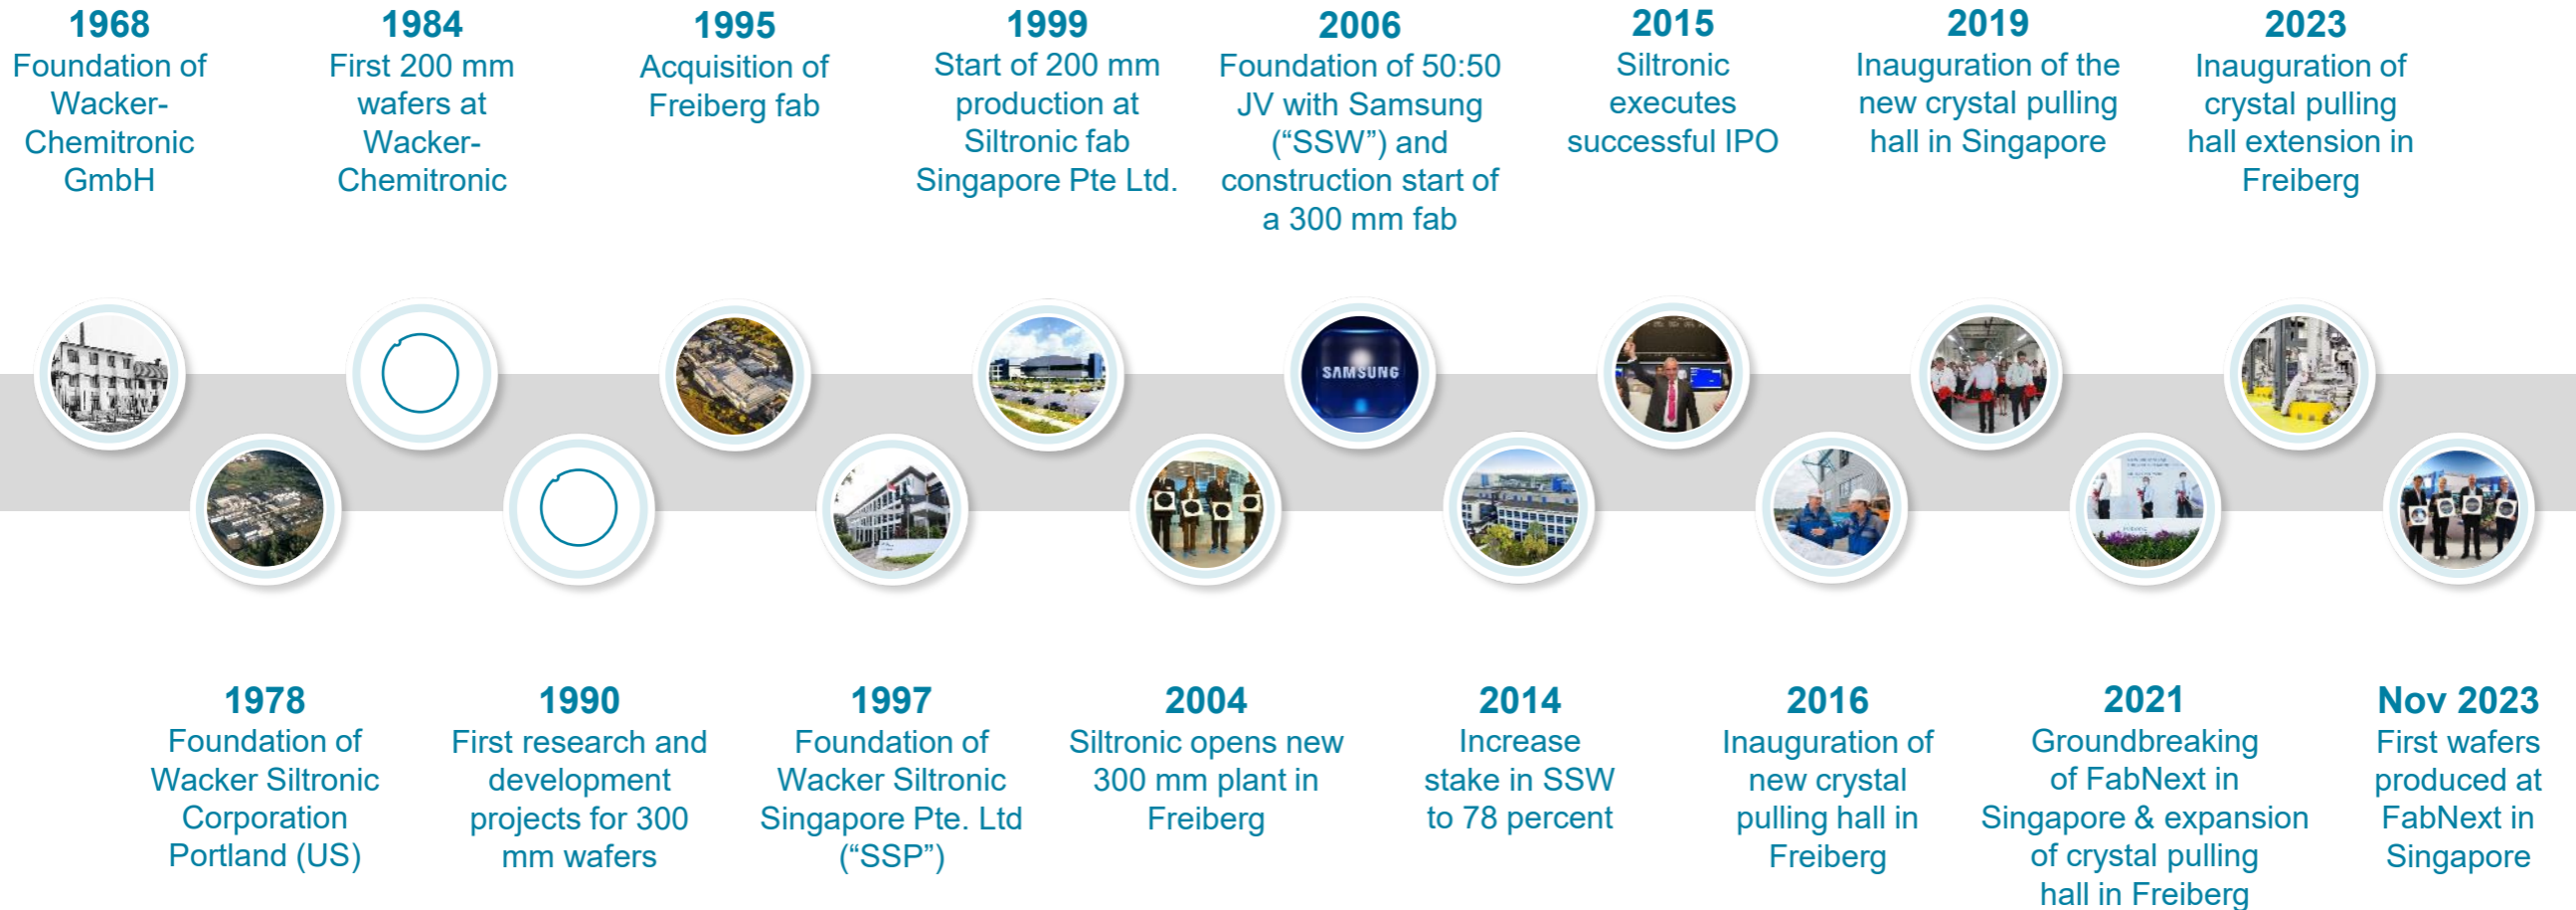 1968
Foundation of
Wacker-
Chemitronic
GmbH
1984
First 200 mm
wafers at
Wacker-
Chemitronic
1995
Acquisition of
Freiberg fab
1999
Start of 200 mm
production at
Siltronic fab
Singapore Pte Ltd.
2006
Foundation of 50:50
JV with Samsung
(“SSW”) and
construction start of
a 300 mm fab
2015
Siltronic
executes
successful IPO
2019
Inauguration of the
new crystal pulling
hall in Singapore
2023
Inauguration of
crystal pulling
hall extension in
Freiberg
SAMSUNG
1978
Foundation of
Wacker Siltronic
Corporation
Portland (US)
1990
First research and
development
projects for 300
mm wafers
1997
Foundation of
Wacker Siltronic
Singapore Pte. Ltd
(“SSP”)
2004
Siltronic opens new
300 mm plant in
Freiberg
2014
Increase
stake in SSW
to 78 percent
2016
Inauguration of
new crystal
pulling hall in
Freiberg
2021
Groundbreaking
of FabNext in
Singapore & expansion
of crystal pulling
hall in Freiberg
Nov 2023
First wafers
produced at
FabNext in
Singapore